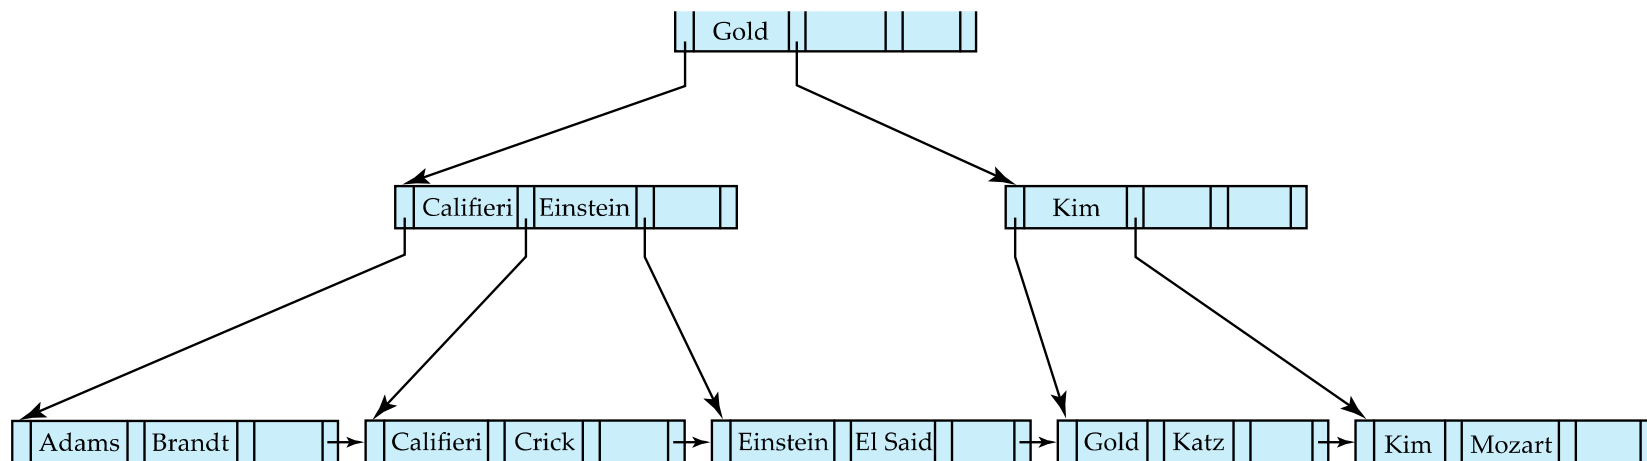 Gold
Califieri Einstein Kim
Adams Brandt Califieri Crick Einstein El Said Gold Katz Kim Mozart